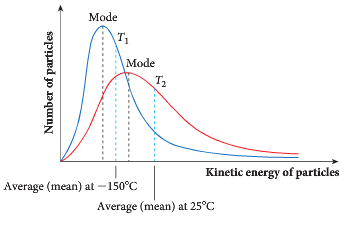 Mode
T₁
Mode
T₂
Number of particles
Kinetic energy of particles
Average (mean) at −150°C
Average (mean) at 25°C